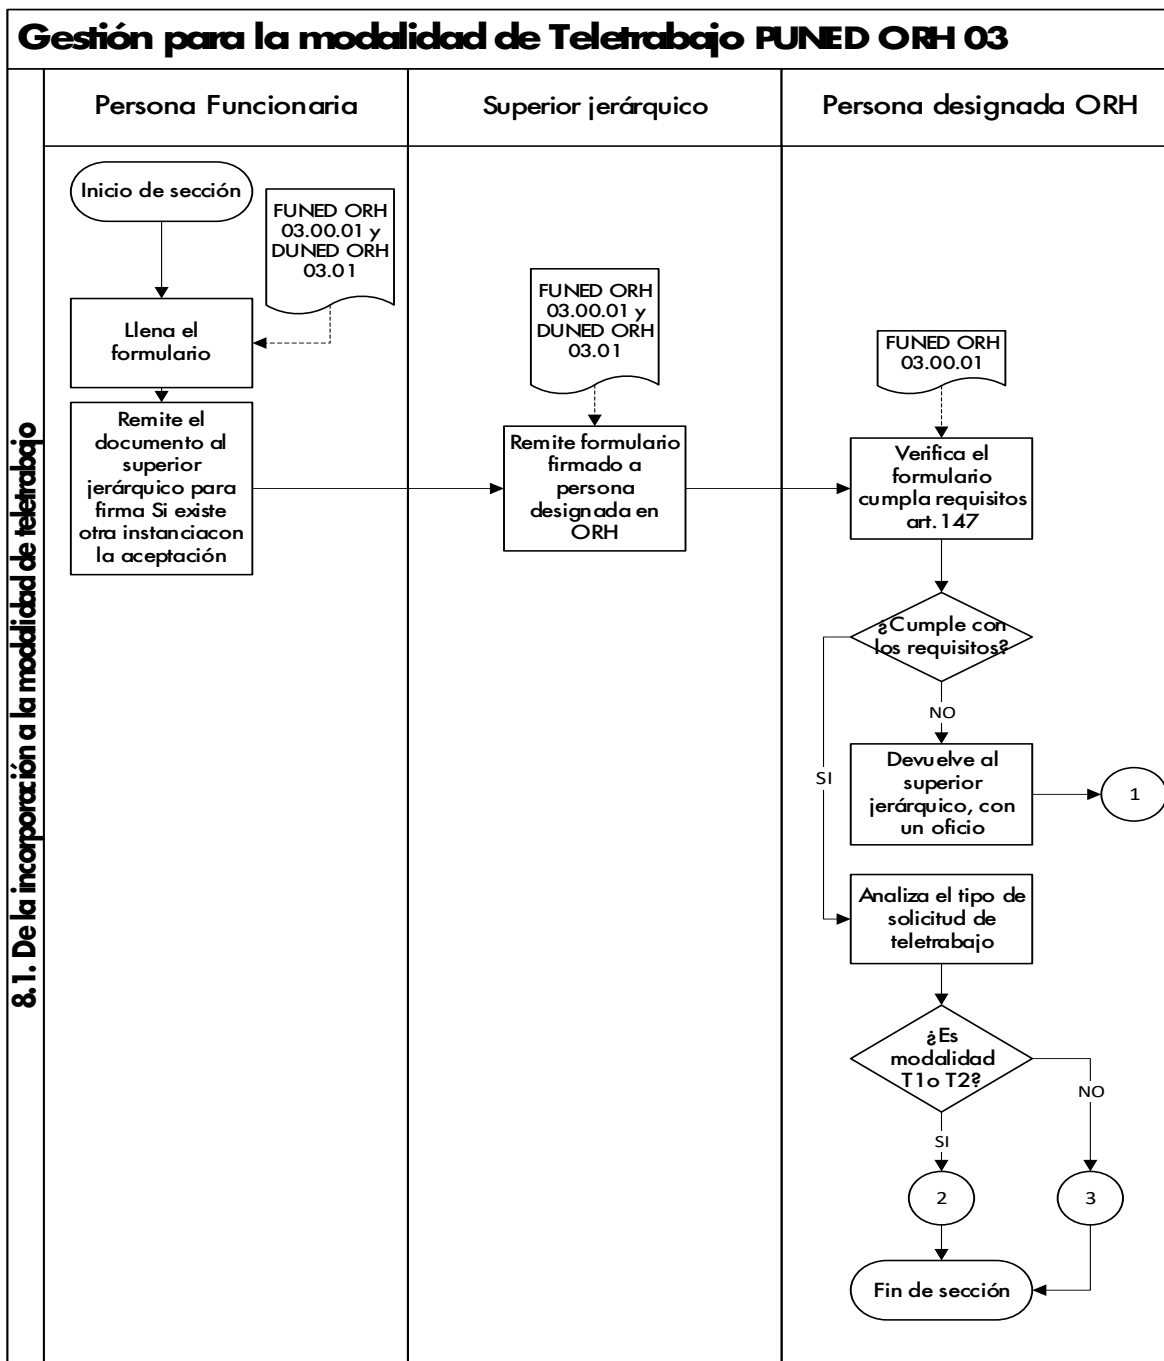 Gestión para la modalidad de Teletrabajo PUNED ORH 03
Persona Funcionaria
Superior jerárquico
Persona designada ORH
8.1. De la incorporación a la modalidad de teletrabajo
Inicio de sección
FUNED ORH
03.00.01 y
DUNED ORH
03.01
Llena el
formulario
Remite el
documento al
superior
jerárquico para
firma Si existe
otra instanciacon
la aceptación
FUNED ORH
03.00.01 y
DUNED ORH
03.01
Remite formulario
firmado a
persona
designada en
ORH
FUNED ORH
03.00.01
Verifica el
formulario
cumpla requisitos
art.147
¿Cumple con
los requisitos?
NO
SI
Devuelve al
superior
jerárquico, con
un oficio
1
Analiza el tipo de
solicitud de
teletrabajo
¿Es
modalidad
T1o T2?
NO
SI
2
3
Fin de sección